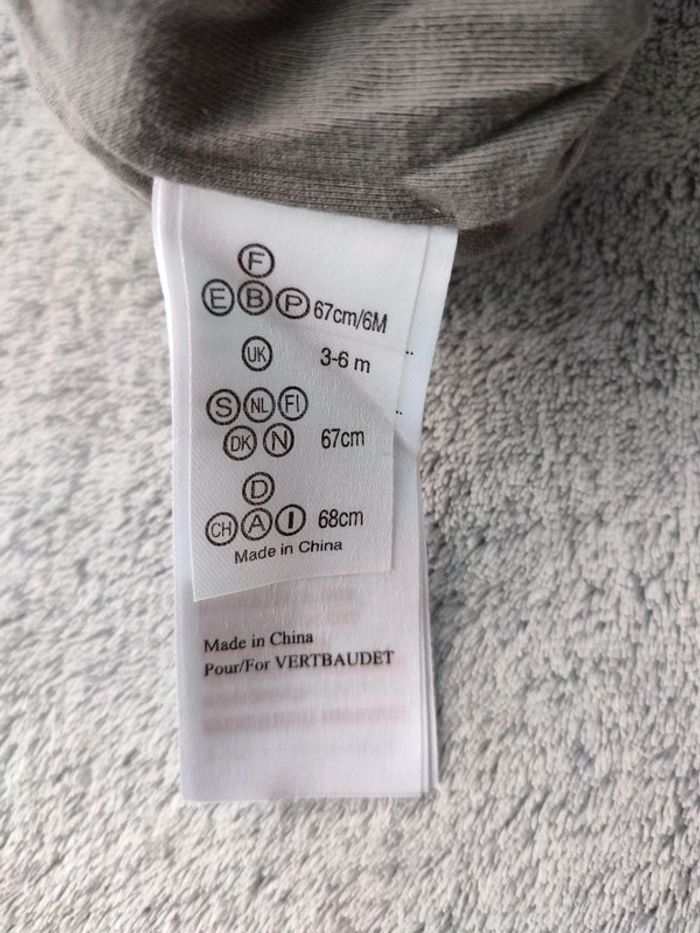 F
E B P 67cm/6M
UK 3-6 m
S NL FI
DK N 67cm
D
CH A I 68cm
Made in China
Made in China
Pour/For VERTBAUDET